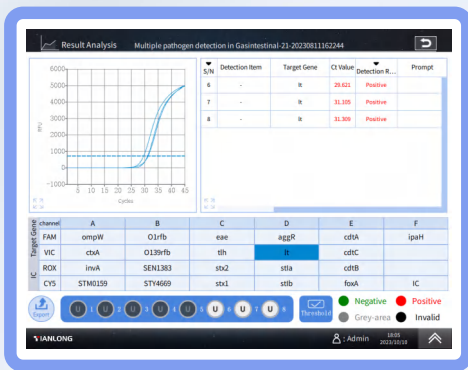 Result Analysis Multiple pathogen detection in Gasintestinal-21-20230811162244
6000
5000
4000
3000
2000
1000
0
-1000
RFU
5 10 15 20 25 30 35 40 45
Cycles
S/N Detection Item Target Gene Ct Value Detection R... Prompt
6 - lt 29.621 Positive
7 - lt 31.105 Positive
8 - lt 31.305 Positive
Target Gene
IC
channel A B C D E F
FAM ompW O1rfb eae aggR cdtA ipaH
VIC ctxA O139rfb tlh lt cdtC
ROX invA SEN1383 stx2 stla cdtB
CY5 STM0159 STY4669 stx1 stlb foxA IC
Export
U 1 U 2 U 3 U 4 U 5 U 6 U 7 U 8
Threshold
Negative Positive
Grey-area Invalid
TIANLONG
: Admin
18:05
2023/10/10